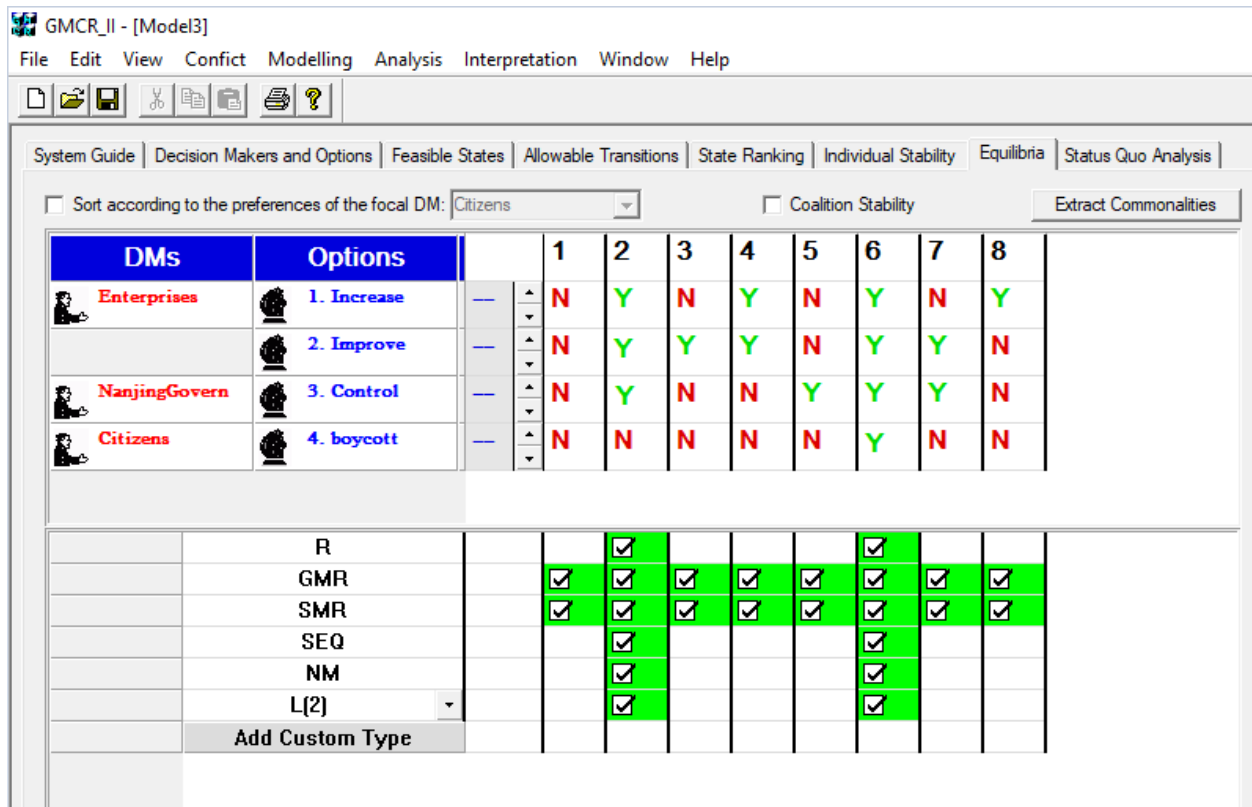 GMCR_II - [Model3]
File Edit View Confict Modelling Analysis Interpretation Window Help
System Guide Decision Makers and Options Feasible States Allowable Transitions State Ranking Individual Stability Equilibria Status Quo Analysis
Sort according to the preferences of the focal DM: Citizens Coalition Stability Extract Commonalities
DMs Options 1 2 3 4 5 6 7 8
Enterprises 1. Increase — N Y N Y N Y N Y
2. Improve — N Y Y Y N Y Y N
NanjingGovern 3. Control — N Y N N Y Y Y N
Citizens 4. boycott — N N N N N Y N N
R
GMR
SMR
SEQ
NM
L(2)
Add Custom Type